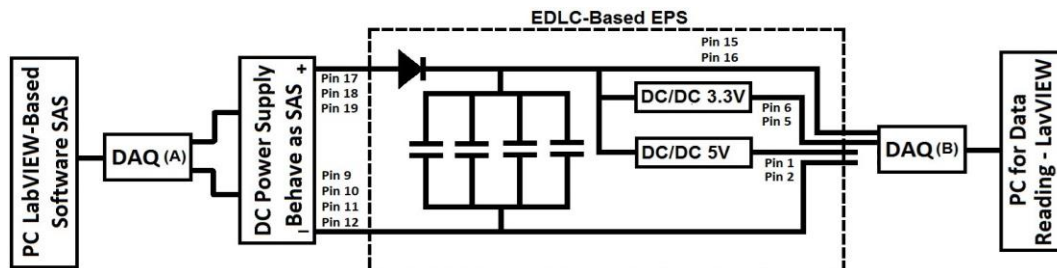 EDLC-Based EPS
PC LabVIEW-Based
Software SAS
DAQ (A)
DC Power Supply
Behave as SAS
+
–
Pin 17
Pin 18
Pin 19
Pin 9
Pin 10
Pin 11
Pin 12
Pin 15
Pin 16
DC/DC 3.3V
Pin 6
Pin 5
DC/DC 5V
Pin 1
Pin 2
DAQ (B)
PC for Data
Reading - LavVIEW